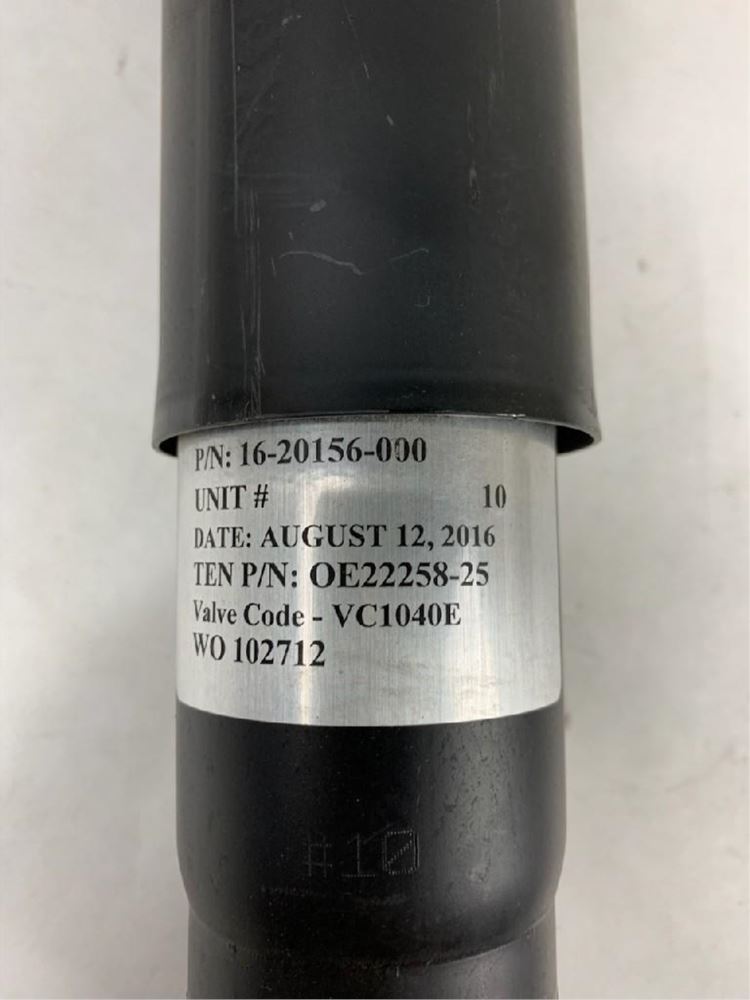 P/N: 16-20156-000
UNIT # 10
DATE: AUGUST 12, 2016
TEN P/N: OE22258-25
Valve Code - VC1040E
WO 102712
#10